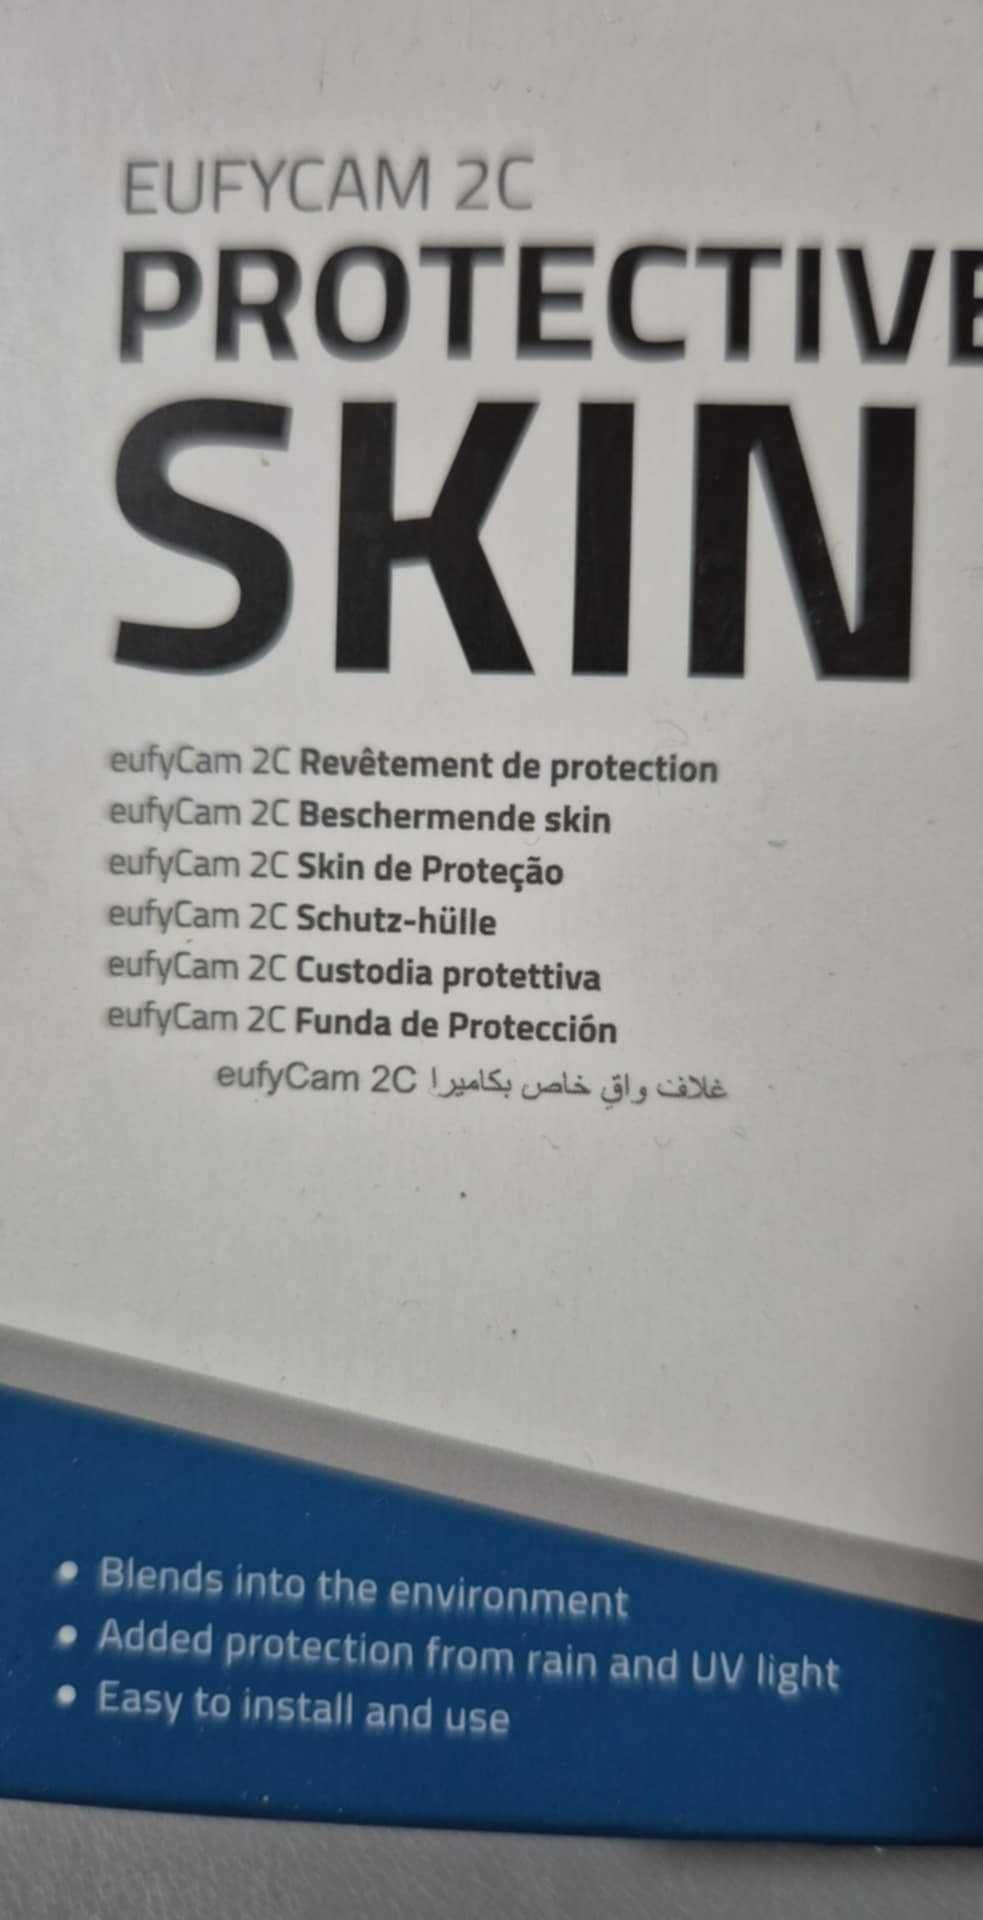 EUFYCAM 2C
PROTECTIVE
SKIN
eufyCam 2C Revêtement de protection
eufyCam 2C Beschermende skin
eufyCam 2C Skin de Proteção
eufyCam 2C Schutz-hülle
eufyCam 2C Custodia protettiva
eufyCam 2C Funda de Protección
غلاف واقٍ خاص بكاميرا eufyCam 2C
• Blends into the environment
• Added protection from rain and UV light
• Easy to install and use